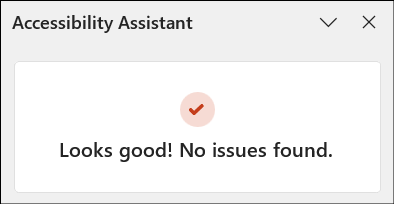 Accessibility Assistant
Looks good! No issues found.